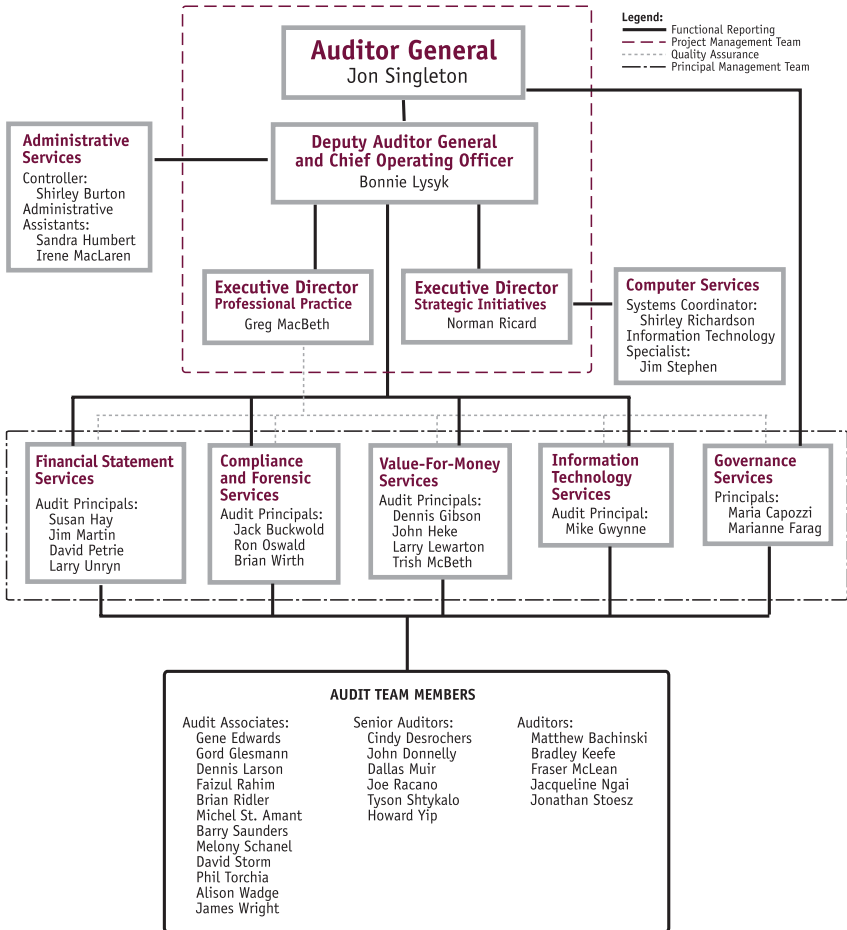 Legend:
Functional Reporting
Project Management Team
Quality Assurance
Principal Management Team
Auditor General
Jon Singleton
Deputy Auditor General
and Chief Operating Officer
Bonnie Lysyk
Administrative
Services
Controller:
Shirley Burton
Administrative
Assistants:
Sandra Humbert
Irene MacLaren
Executive Director
Professional Practice
Greg MacBeth
Executive Director
Strategic Initiatives
Norman Ricard
Computer Services
Systems Coordinator:
Shirley Richardson
Information Technology
Specialist:
Jim Stephen
Financial Statement
Services
Audit Principals:
Susan Hay
Jim Martin
David Petrie
Larry Unryn
Compliance
and Forensic
Services
Audit Principals:
Jack Buckwold
Ron Oswald
Brian Wirth
Value-For-Money
Services
Audit Principals:
Dennis Gibson
John Heke
Larry Lewarton
Trish McBeth
Information
Technology
Services
Audit Principal:
Mike Gwynne
Governance
Services
Principals:
Maria Capozzi
Marianne Farag
AUDIT TEAM MEMBERS
Audit Associates:
Gene Edwards
Gord Glesmann
Dennis Larson
Faizul Rahim
Brian Ridler
Michel St. Amant
Barry Saunders
Melony Schanel
David Storm
Phil Torchia
Alison Wadge
James Wright
Senior Auditors:
Cindy Desrochers
John Donnelly
Dallas Muir
Joe Racano
Tyson Shtykalo
Howard Yip
Auditors:
Matthew Bachinski
Bradley Keefe
Fraser McLean
Jacqueline Ngai
Jonathan Stoesz